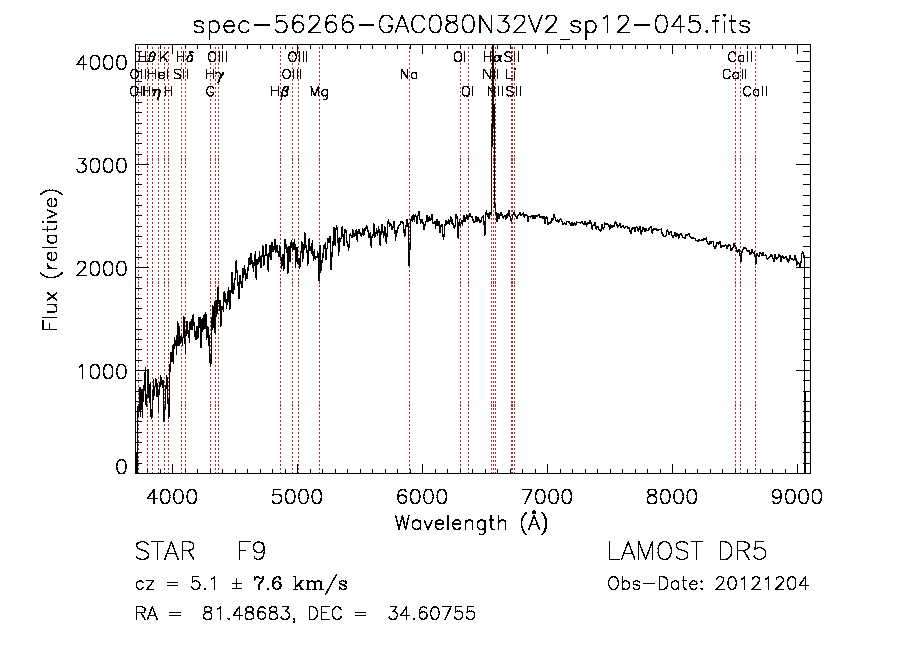 spec-56266-GAC080N32V2_sp12-045.fits
Hθ K Hδ OIII OIII OI Hα SII CaII
OII HeI SII Hγ OIII Na NII Li CaII
OII Hη H G Hβ Mg OI NII SII CaII
4000
3000
2000
1000
0
Flux (relative)
4000 5000 6000 7000 8000 9000
Wavelength (Å)
STAR F9 LAMOST DR5
cz = 5.1 ± 7.6 km/s Obs-Date: 20121204
RA = 81.48683, DEC = 34.60755